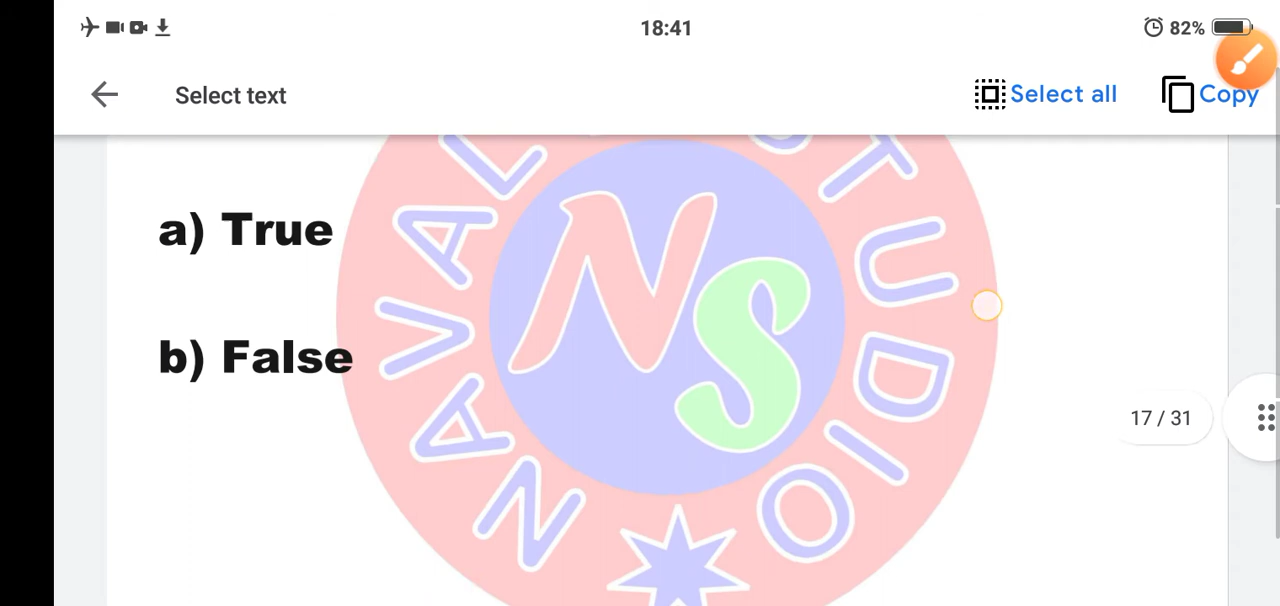 18:41
82%
Select text
Select all
Copy
a) True
b) False
NAVAL STUDIO
NS
17 / 31